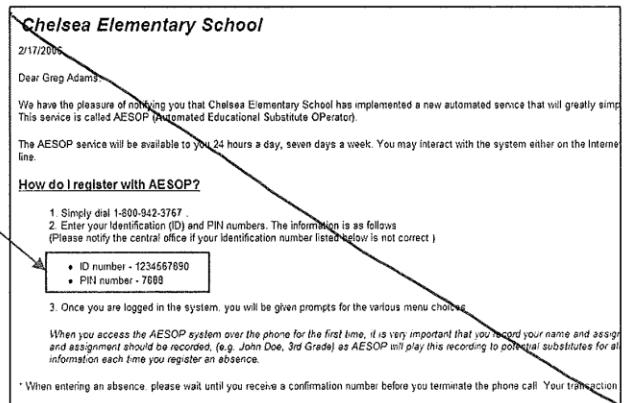 Chelsea Elementary School
2/17/2005
Dear Greg Adams:
We have the pleasure of notifying you that Chelsea Elementary School has implemented a new automated service that will greatly simp
This service is called AESOP (Automated Educational Substitute OPerator).
The AESOP service will be available to you 24 hours a day, seven days a week. You may interact with the system either on the Interne
line.
How do I register with AESOP?
1. Simply dial 1-800-942-3767 .
2. Enter your Identification (ID) and PIN numbers. The information is as follows
(Please notify the central office if your identification number listed below is not correct )
• ID number - 1234567890
• PIN number -
3. Once you are logged in the system, you will be given prompts for the various menu choices
When you access the AESOP system over the phone for the first time, it is very important that you record your name and assign
and assignment should be recorded, (e.g. John Doe, 3rd Grade) as AESOP will play this recording to potential substitutes for all
information each time you register an absence.
* When entering an absence, please wait until you receive a confirmation number before you terminate the phone call Your transaction